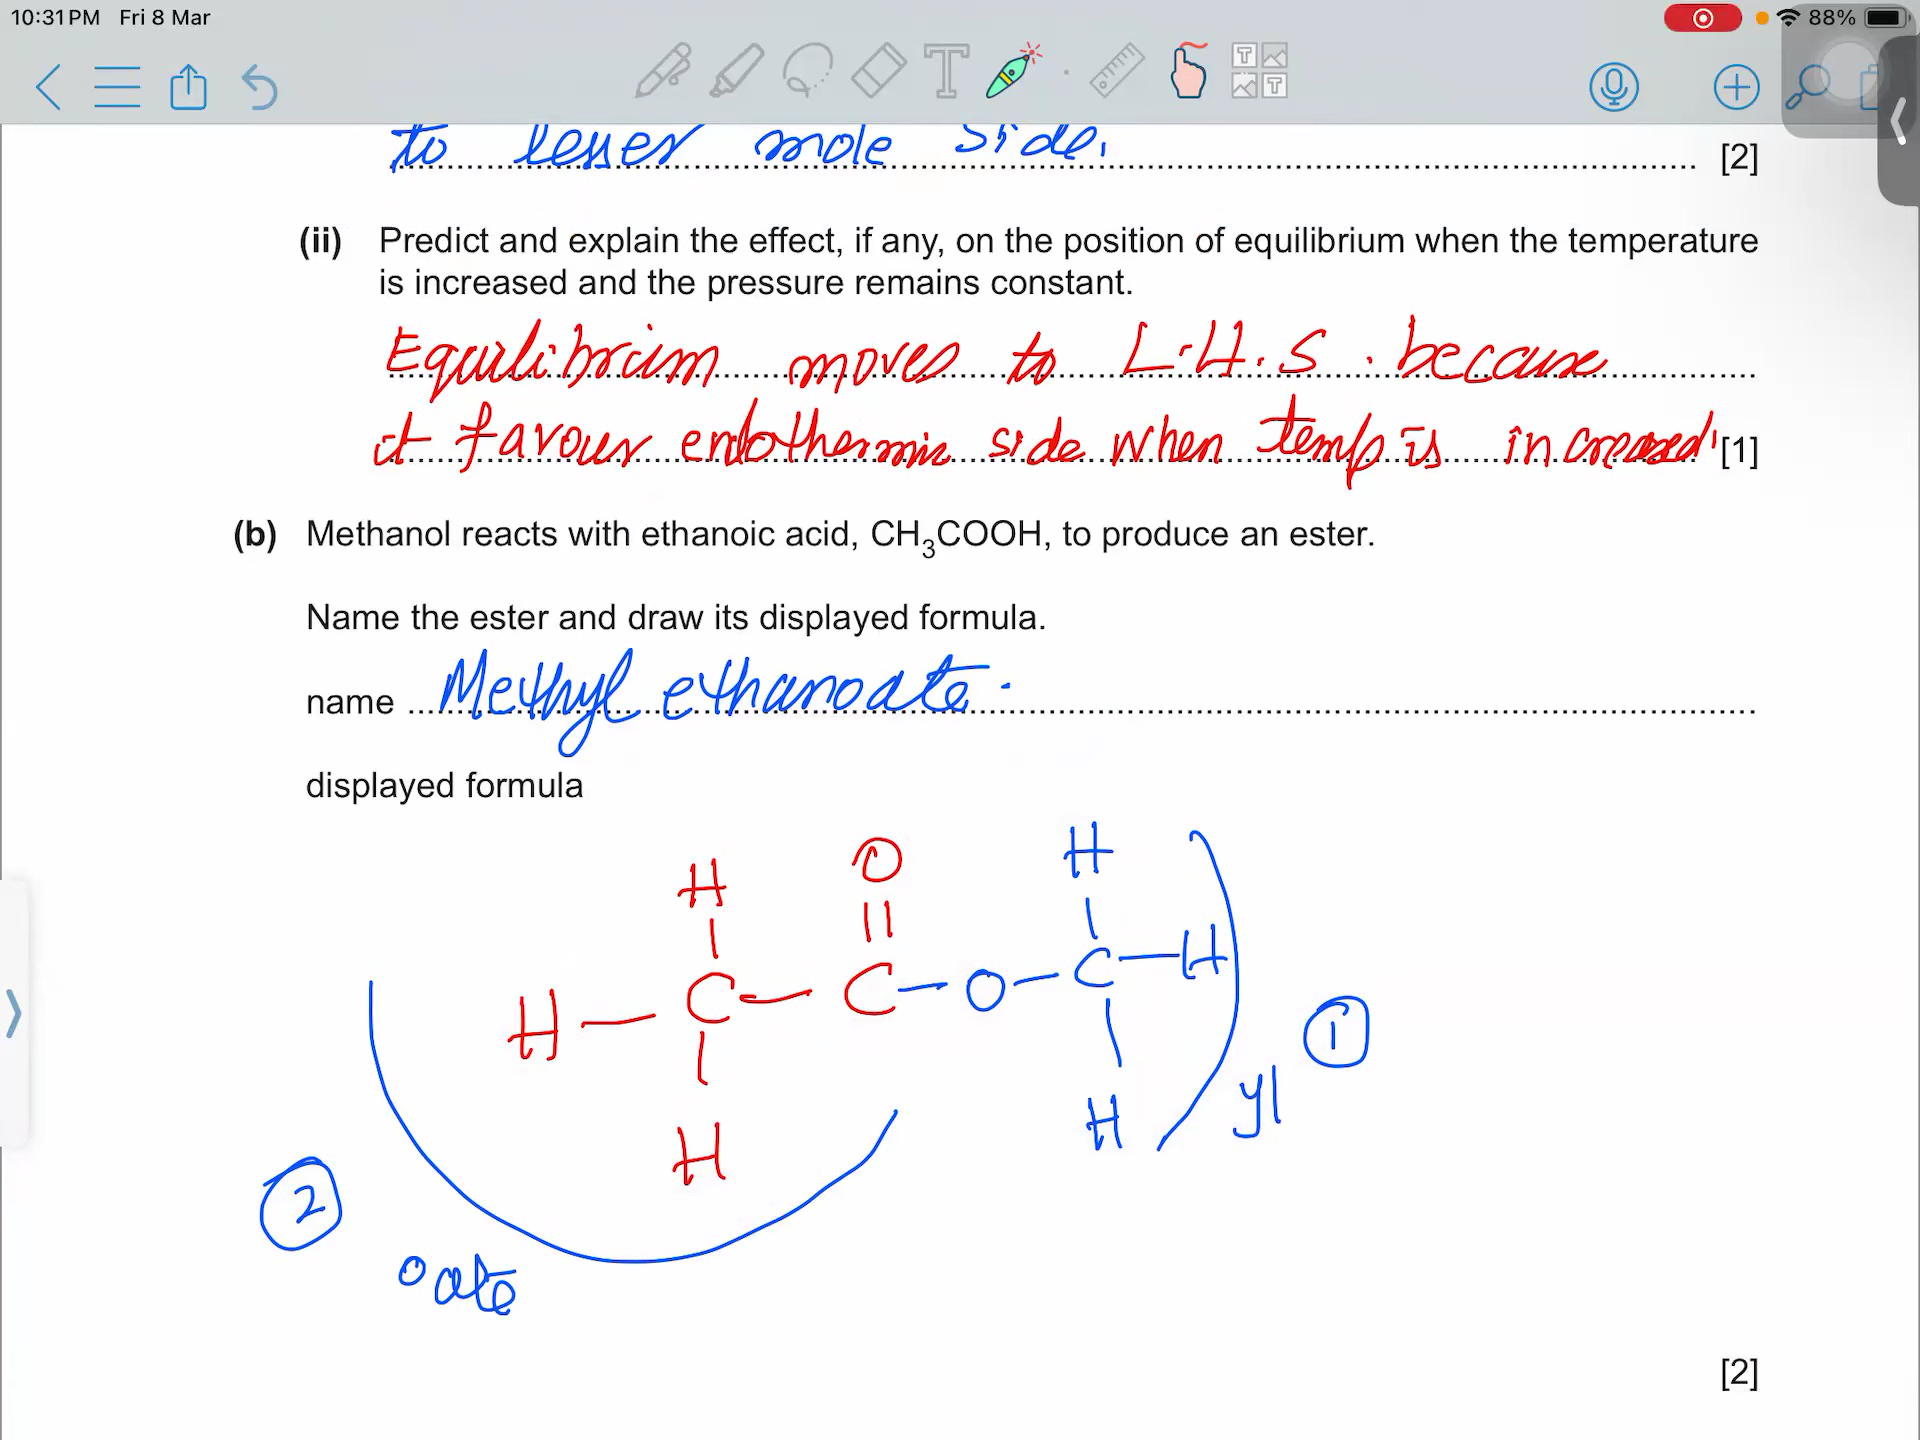 10:31 PM Fri 8 Mar
88%
to lesser mole side. [2]
(ii) Predict and explain the effect, if any, on the position of equilibrium when the temperature
is increased and the pressure remains constant.
Equilibrium moves to L.H.S. because
it favour endothermic side when temp is increased. [1]
(b) Methanol reacts with ethanoic acid, CH₃COOH, to produce an ester.
Name the ester and draw its displayed formula.
name Methyl ethanoate.
displayed formula
H O H
C C O C H
H
H H
yl 1
2
oate
[2]